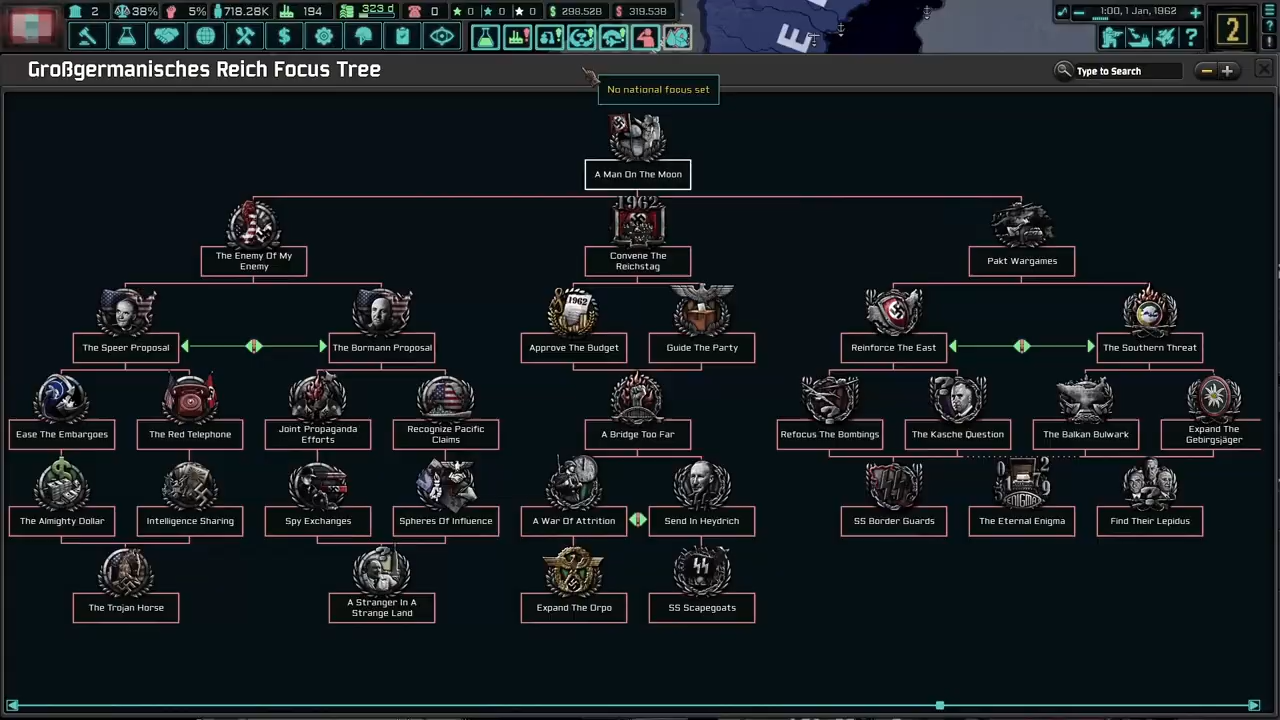 2 38% 5% 718.28K 194 323 d 0 0 0 0 $ 298.52B $ 319.53B 1:00, 1 Jan, 1962 2
Großgermanisches Reich Focus Tree
Type to Search
No national focus set
A Man On The Moon
1962
The Enemy Of My
Enemy
Convene The
Reichstag
Pakt Wargames
1962
The Speer Proposal
The Bormann Proposal
Approve The Budget
Guide The Party
Reinforce The East
The Southern Threat
Ease The Embargoes
The Red Telephone
Joint Propaganda
Efforts
Recognize Pacific
Claims
A Bridge Too Far
Refocus The Bombings
The Kasche Question
The Balkan Bulwark
Expand The
Gebirgsjäger
ENIGMA
The Almighty Dollar
Intelligence Sharing
Spy Exchanges
Spheres Of Influence
A War Of Attrition
Send In Heydrich
SS Border Guards
The Eternal Enigma
Find Their Lepidus
The Trojan Horse
A Stranger In A
Strange Land
Expand The Orpo
SS Scapegoats